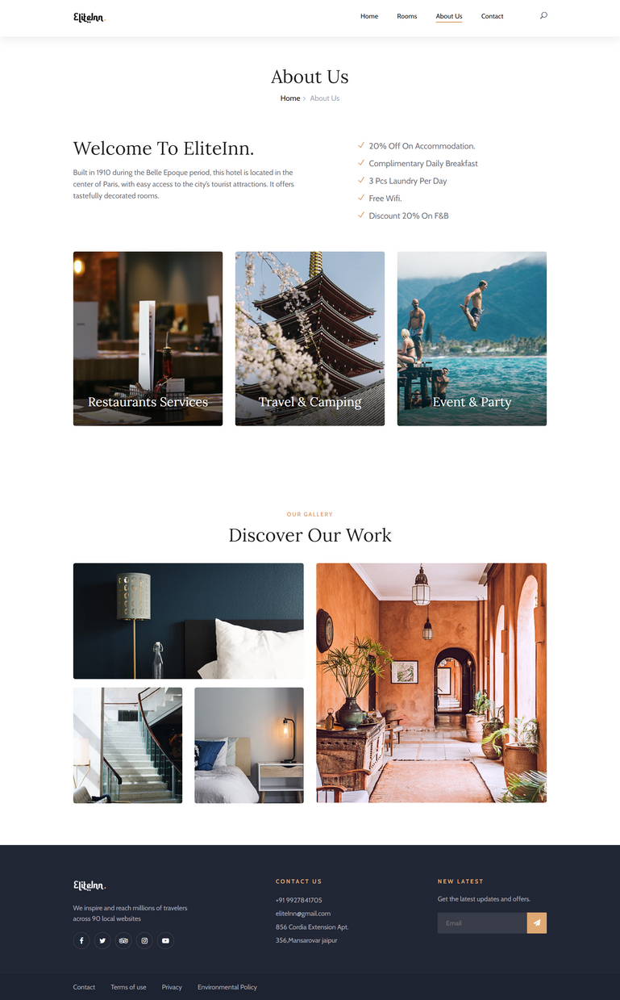 EliteInn.
Home Rooms About Us Contact
About Us
Home > About Us
Welcome To EliteInn.
Built in 1910 during the Belle Epoque period, this hotel is located in the
center of Paris, with easy access to the city's tourist attractions. It offers
tastefully decorated rooms.
20% Off On Accommodation.
Complimentary Daily Breakfast
3 Pcs Laundry Per Day
Free Wifi.
Discount 20% On F&B
Restaurants Services
Travel & Camping
Event & Party
OUR GALLERY
Discover Our Work
EliteInn.
We inspire and reach millions of travelers
across 90 local websites
CONTACT US
+91 9927841705
eliteInn@gmail.com
856 Cordia Extension Apt.
356,Mansarovar jaipur
NEW LATEST
Get the latest updates and offers.
Email
Contact Terms of use Privacy Environmental Policy